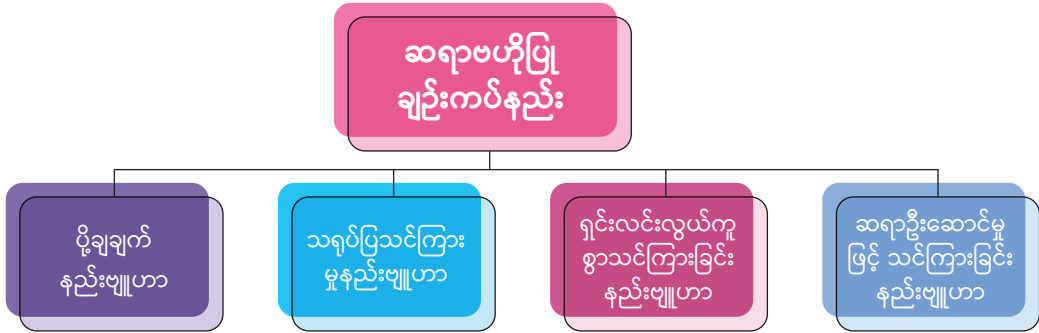 ဆရာဗဟိုပြု
ချဉ်းကပ်နည်း
ပို့ချချက်
နည်းဗျူဟာ
သရုပ်ပြသင်ကြား
မှုနည်းဗျူဟာ
ရှင်းလင်းလွယ်ကူ
စွာသင်ကြားခြင်း
နည်းဗျူဟာ
ဆရာဦးဆောင်မှု
ဖြင့် သင်ကြားခြင်း
နည်းဗျူဟာ